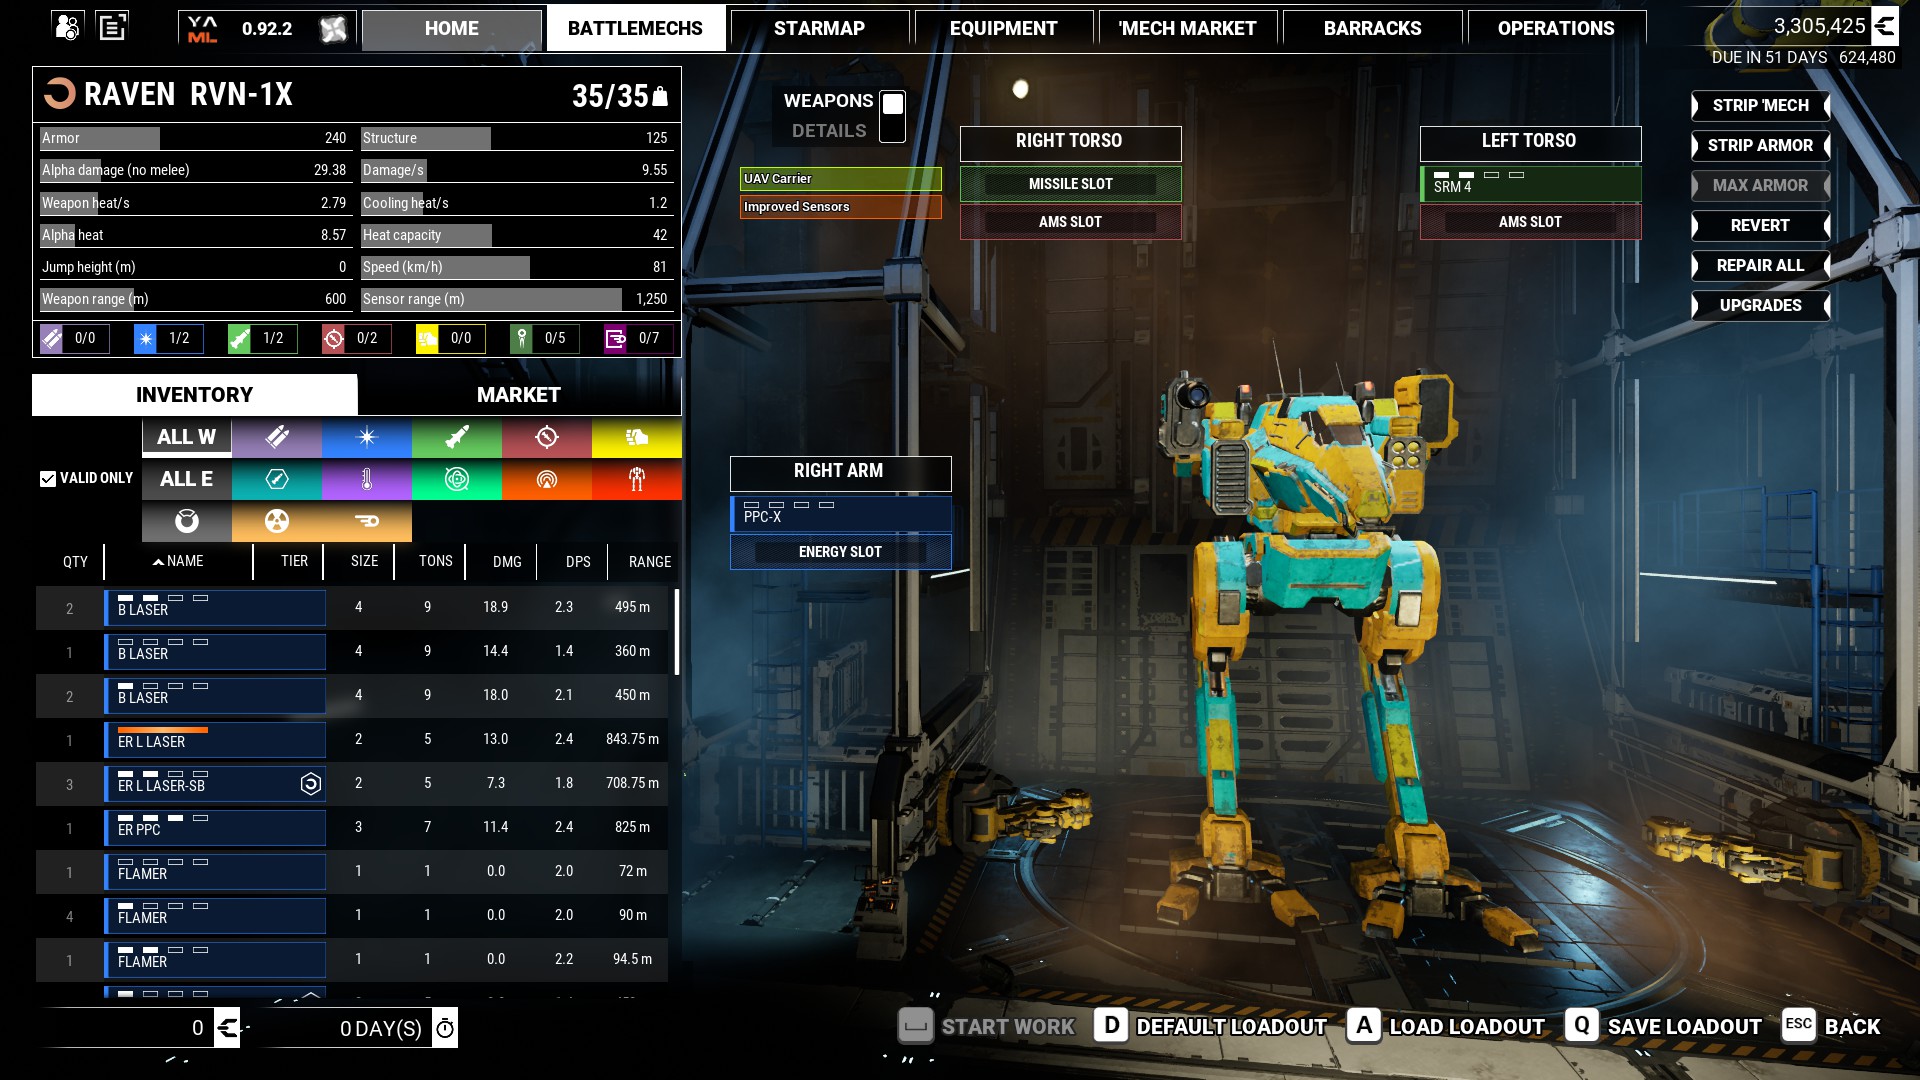 YA
ML
0.92.2
HOME
BATTLEMECHS
STARMAP
EQUIPMENT
'MECH MARKET
BARRACKS
OPERATIONS
3,305,425
DUE IN 51 DAYS 624,480
RAVEN RVN-1X
35/35
Armor 240
Structure 125
Alpha damage (no melee) 29.38
Damage/s 9.55
Weapon heat/s 2.79
Cooling heat/s 1.2
Alpha heat 8.57
Heat capacity 42
Jump height (m) 0
Speed (km/h) 81
Weapon range (m) 600
Sensor range (m) 1,250
0/0
1/2
1/2
0/2
0/0
0/5
0/7
WEAPONS
DETAILS
UAV Carrier
Improved Sensors
RIGHT TORSO
MISSILE SLOT
AMS SLOT
LEFT TORSO
SRM 4
AMS SLOT
RIGHT ARM
PPC-X
ENERGY SLOT
STRIP 'MECH
STRIP ARMOR
MAX ARMOR
REVERT
REPAIR ALL
UPGRADES
INVENTORY
MARKET
ALL W
VALID ONLY
ALL E
QTY NAME TIER SIZE TONS DMG DPS RANGE
2 B LASER 4 9 18.9 2.3 495 m
1 B LASER 4 9 14.4 1.4 360 m
2 B LASER 4 9 18.0 2.1 450 m
1 ER L LASER 2 5 13.0 2.4 843.75 m
3 ER L LASER-SB 2 5 7.3 1.8 708.75 m
1 ER PPC 3 7 11.4 2.4 825 m
1 FLAMER 1 1 0.0 2.0 72 m
4 FLAMER 1 1 0.0 2.0 90 m
1 FLAMER 1 1 0.0 2.2 94.5 m
0
0 DAY(S)
START WORK
D DEFAULT LOADOUT
A LOAD LOADOUT
Q SAVE LOADOUT
ESC BACK